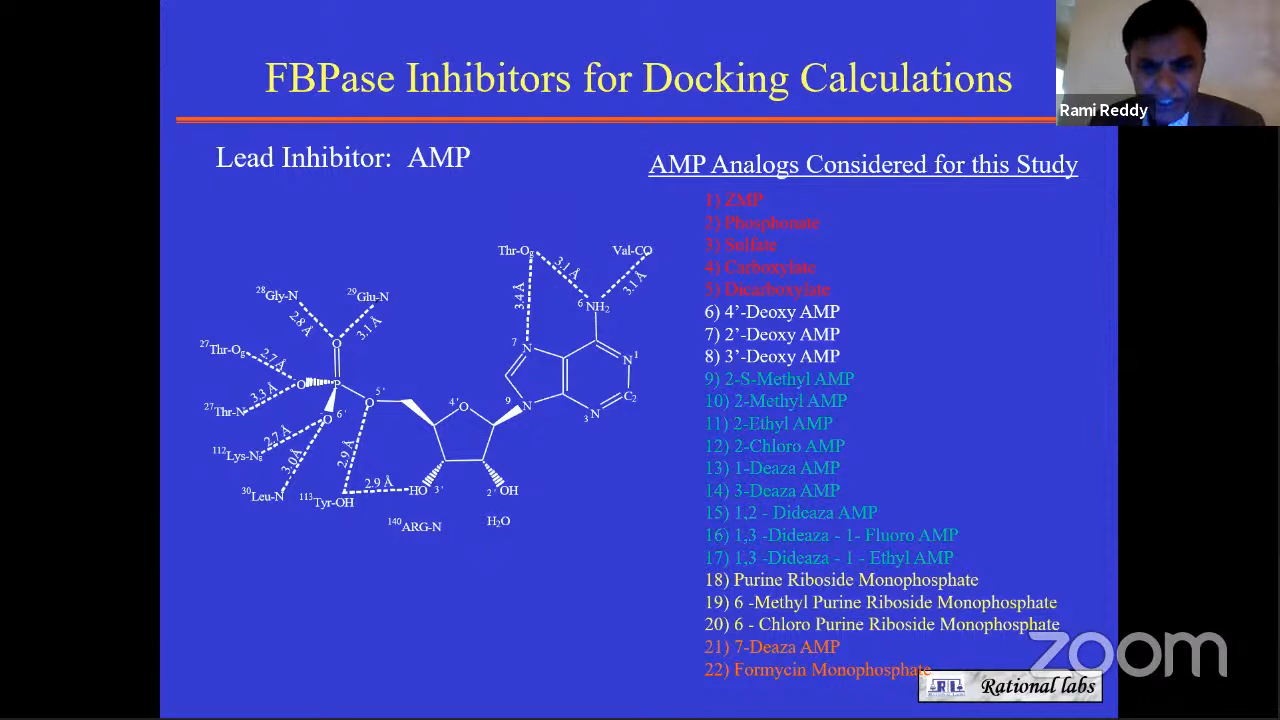 FBPase Inhibitors for Docking Calculations
Rami Reddy
Lead Inhibitor: AMP
AMP Analogs Considered for this Study
1) ZMP
2) Phosphonate
3) Sulfate
4) Carboxylate
5) Dicarboxylate
6) 4’-Deoxy AMP
7) 2’-Deoxy AMP
8) 3’-Deoxy AMP
9) 2-S-Methyl AMP
10) 2-Methyl AMP
11) 2-Ethyl AMP
12) 2-Chloro AMP
13) 1-Deaza AMP
14) 3-Deaza AMP
15) 1,2 - Dideaza AMP
16) 1,3 -Dideaza - 1- Fluoro AMP
17) 1,3 -Dideaza - 1 - Ethyl AMP
18) Purine Riboside Monophosphate
19) 6 -Methyl Purine Riboside Monophosphate
20) 6 - Chloro Purine Riboside Monophosphate
21) 7-Deaza AMP
22) Formycin Monophosphate
Thr-Og
Val-CO
3.1 Å
3.1 Å
3.4 Å
6 NH2
28Gly-N
29Glu-N
2.8 Å
3.1 Å
27Thr-Og
2.7 Å
O
7
N
N 1
O
P
5'
3.3 Å
O
4' O
9
N
C2
3 N
27Thr-N
O 6'
112Lys-Ng
2.7 Å
2.9 Å
3.0 Å
30Leu-N
113Tyr-OH
2.9 Å
HO 3'
2' OH
140ARG-N
H2O
zoom
RL
Rational labs